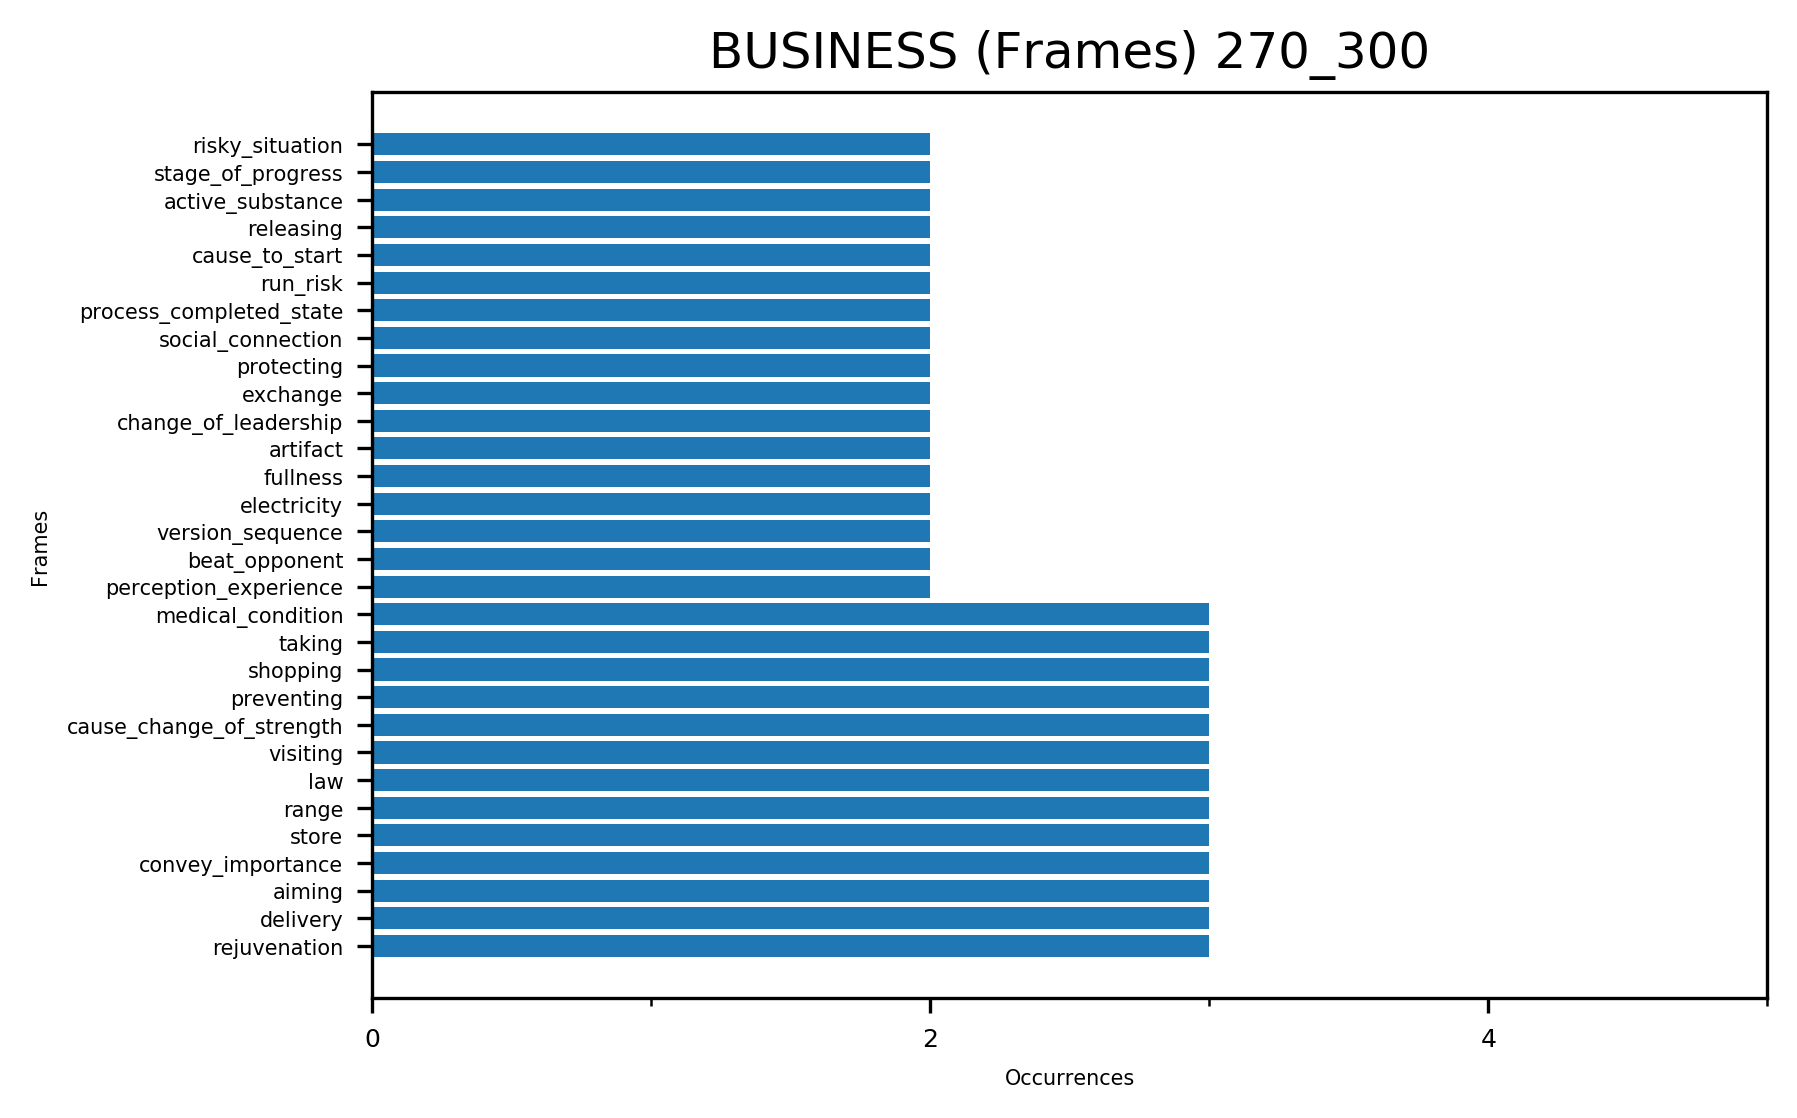 BUSINESS (Frames) 270_300
risky_situation
stage_of_progress
active_substance
releasing
cause_to_start
run_risk
process_completed_state
social_connection
protecting
exchange
change_of_leadership
artifact
fullness
electricity
version_sequence
beat_opponent
perception_experience
medical_condition
taking
shopping
preventing
cause_change_of_strength
visiting
law
range
store
convey_importance
aiming
delivery
rejuvenation
Frames
0 2 4
Occurrences